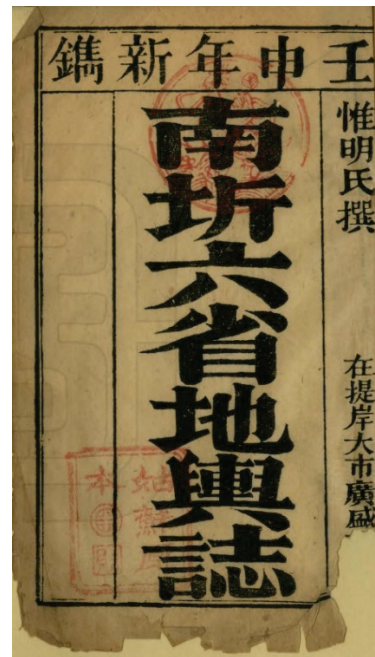 壬申年新鐫
惟明氏撰
在提岸大市廣盛
南圻六省地輿誌